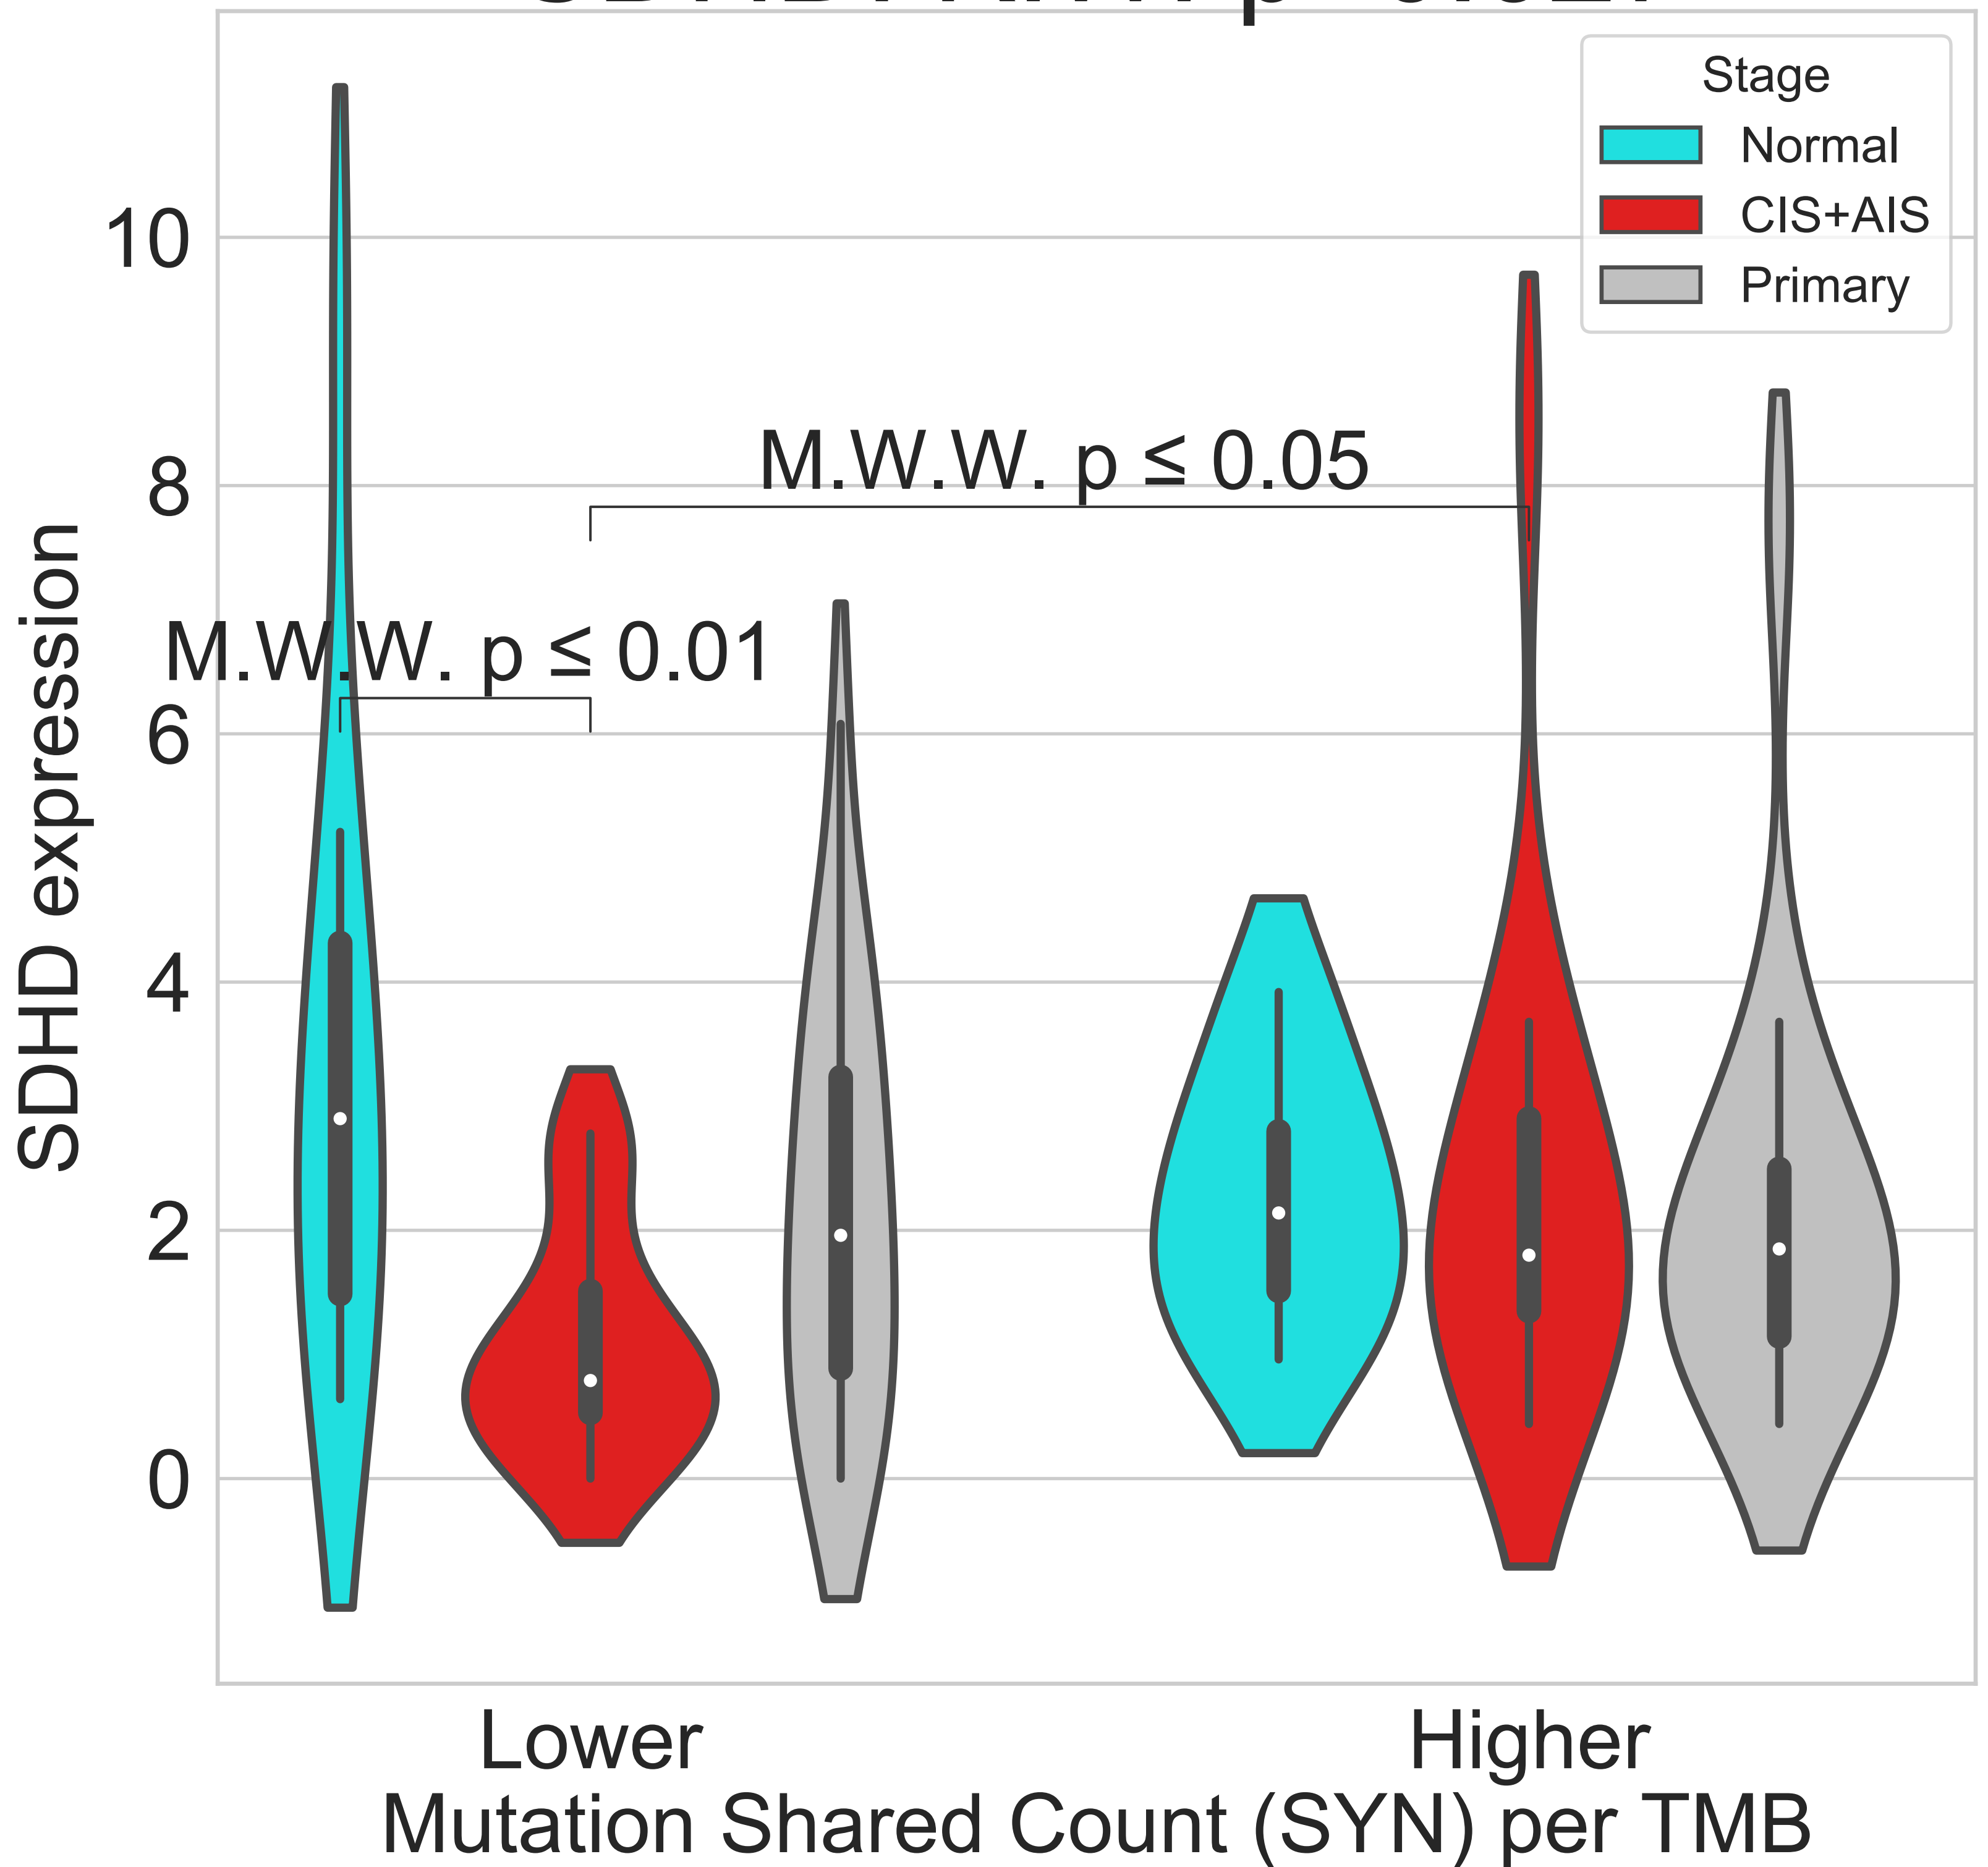 Stage
Normal
CIS+AIS
Primary
10
8
6
4
2
0
SDHD expression
M.W.W. p ≤ 0.05
M.W.W. p ≤ 0.01
Lower
Higher
Mutation Shared Count (SYN) per TMB